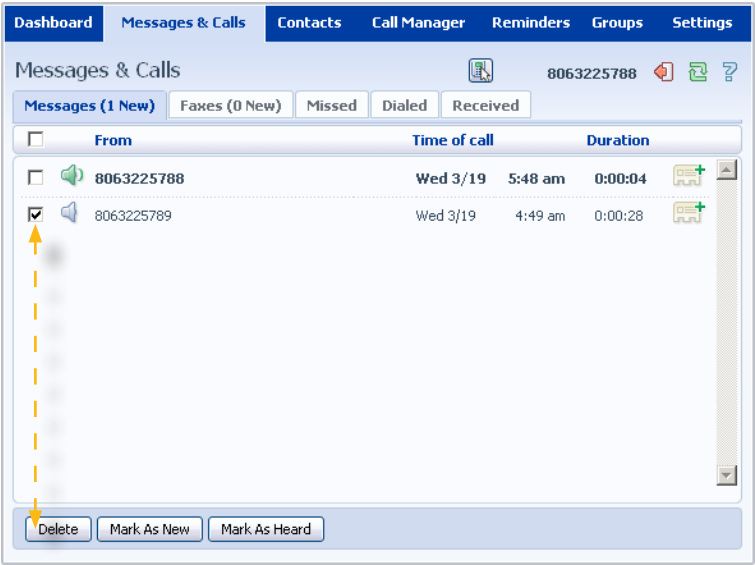 Dashboard Messages & Calls Contacts Call Manager Reminders Groups Settings
Messages & Calls 8063225788 ?
Messages (1 New) Faxes (0 New) Missed Dialed Received
From Time of call Duration
8063225788 Wed 3/19 5:48 am 0:00:04
8063225789 Wed 3/19 4:49 am 0:00:28
Delete Mark As New Mark As Heard